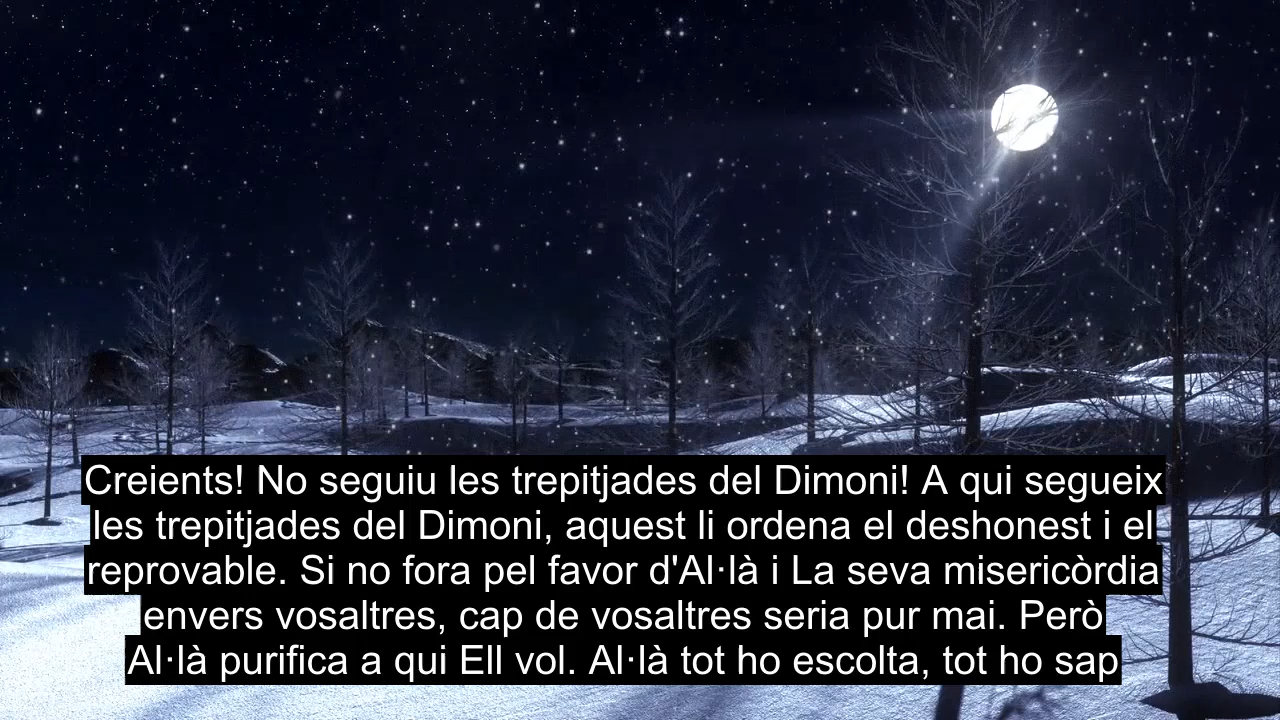 Creients! No seguiu les trepitjades del Dimoni! A qui segueix
les trepitjades del Dimoni, aquest li ordena el deshonest i el
reprovable. Si no fora pel favor d'Al·là i La seva misericòrdia
envers vosaltres, cap de vosaltres seria pur mai. Però
Al·là purifica a qui Ell vol. Al·là tot ho escolta, tot ho sap